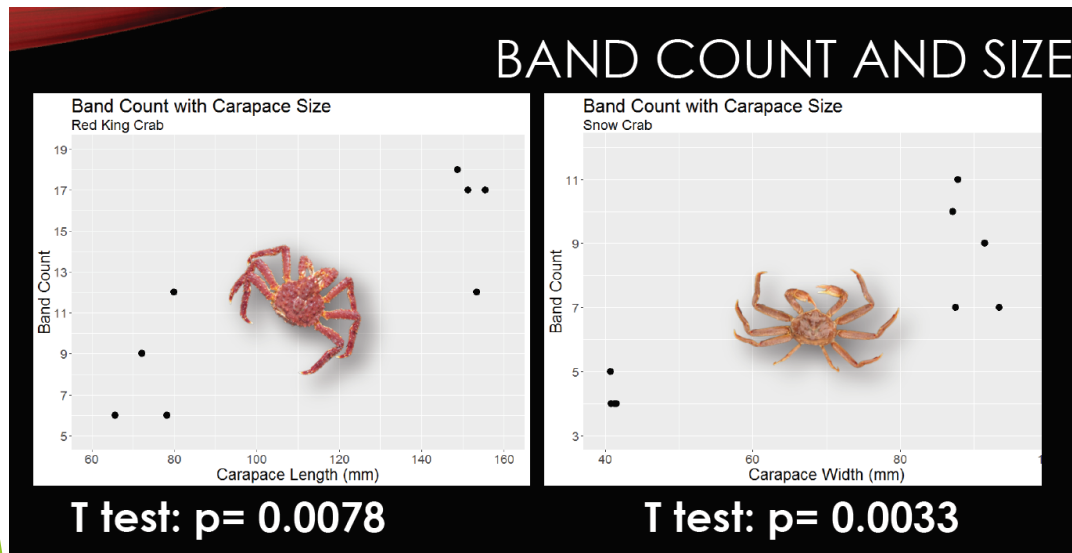 BAND COUNT AND SIZE
Band Count with Carapace Size
Red King Crab
19
17
15
13
11
9
7
5
Band Count
60
80
100
120
140
160
Carapace Length (mm)
T test: p= 0.0078
Band Count with Carapace Size
Snow Crab
11
9
7
5
3
Band Count
40
60
80
1
Carapace Width (mm)
T test: p= 0.0033